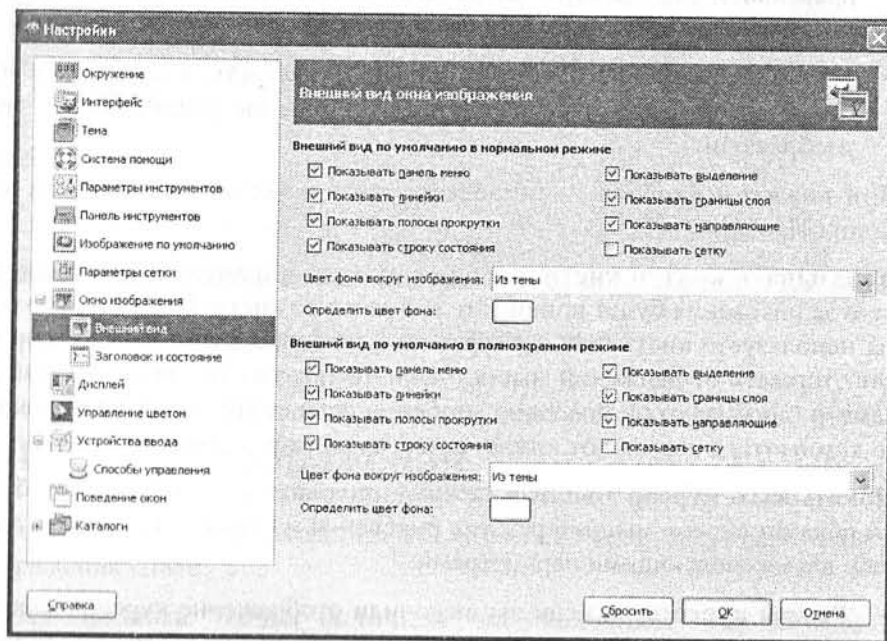 Настройки
Окружение
Интерфейс
Тема
Система помощи
Параметры инструментов
Панель инструментов
Изображение по умолчанию
Параметры сетки
Окно изображения
Внешний вид
Заголовок и состояние
Дисплей
Управление цветом
Устройства ввода
Способы управления
Поведение окон
Каталоги
Внешний вид окна изображения
Внешний вид по умолчанию в нормальном режиме
Показывать панель меню
Показывать линейки
Показывать полосы прокрутки
Показывать строку состояния
Показывать выделение
Показывать границы слоя
Показывать направляющие
Показывать сетку
Цвет фона вокруг изображения: Из темы
Определить цвет фона:
Внешний вид по умолчанию в полноэкранном режиме
Показывать панель меню
Показывать линейки
Показывать полосы прокрутки
Показывать строку состояния
Показывать выделение
Показывать границы слоя
Показывать направляющие
Показывать сетку
Цвет фона вокруг изображения: Из темы
Определить цвет фона:
Справка
Сбросить
OK
Отмена